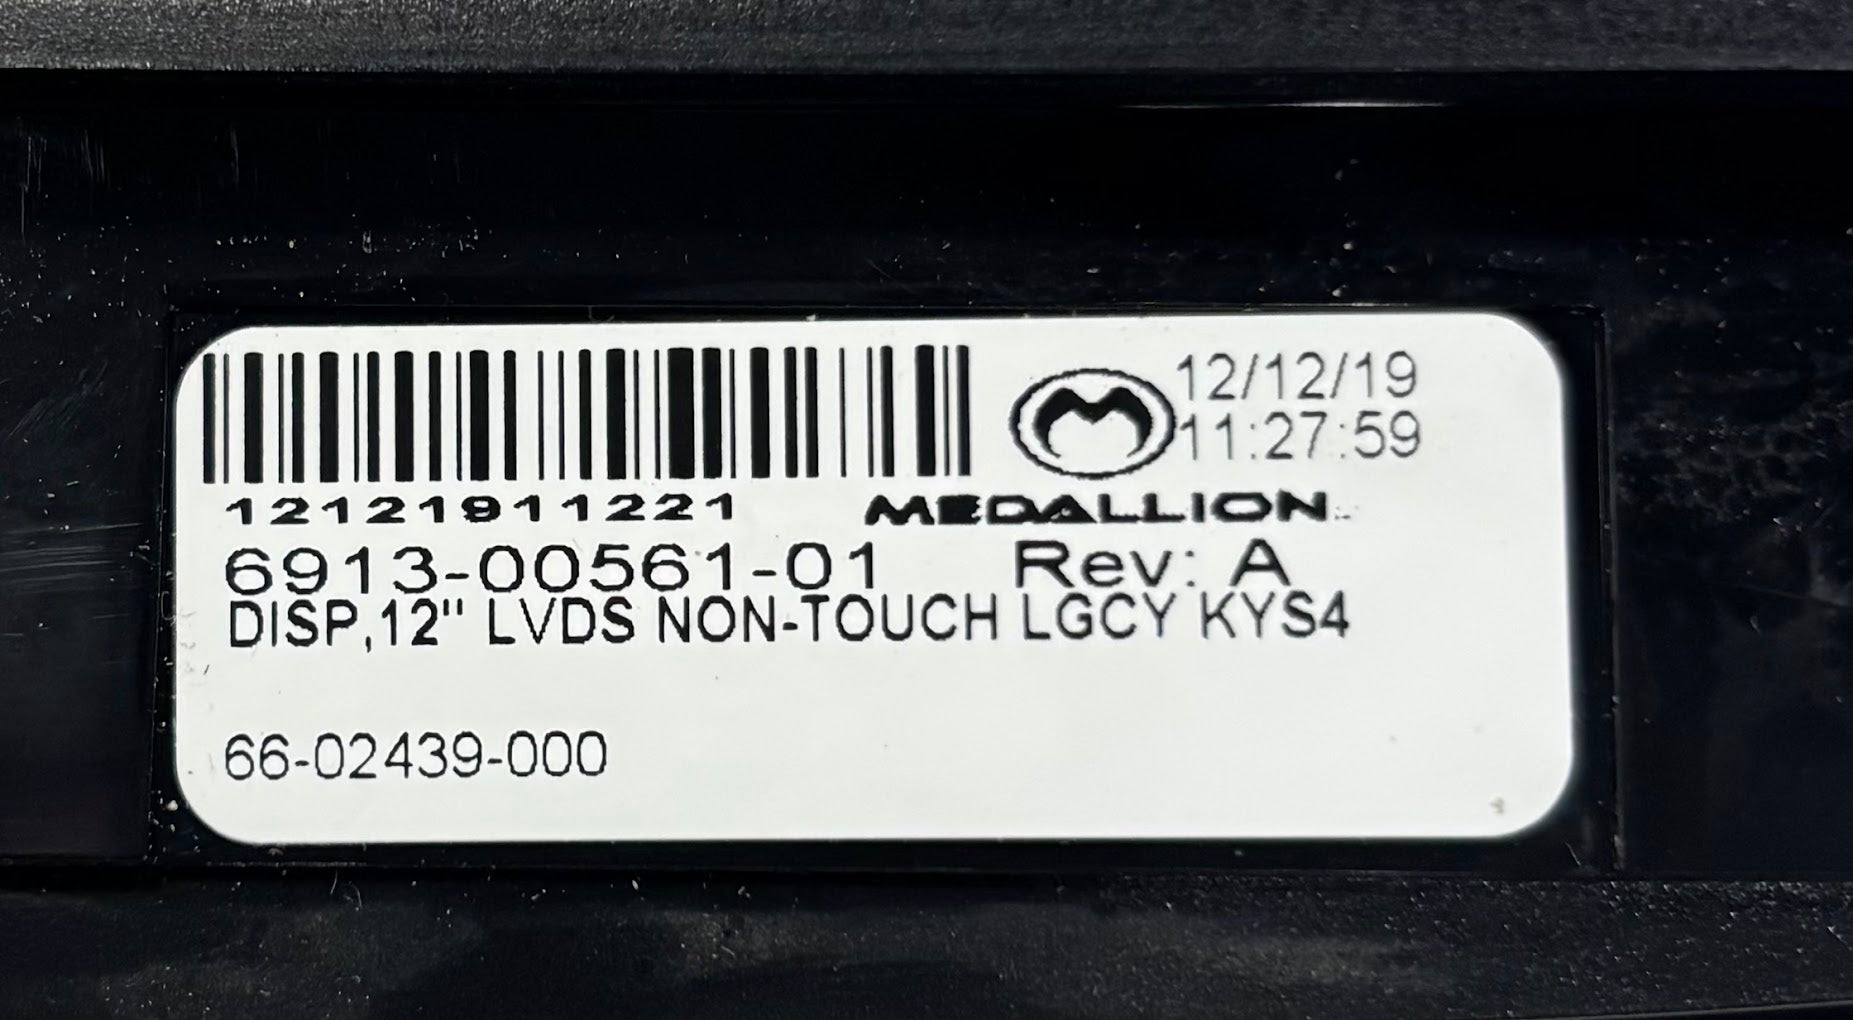 12/12/19
11:27:59
12121911221 MEDALLION
6913-00561-01 Rev: A
DISP,12" LVDS NON-TOUCH LGCY KYS4
66-02439-000